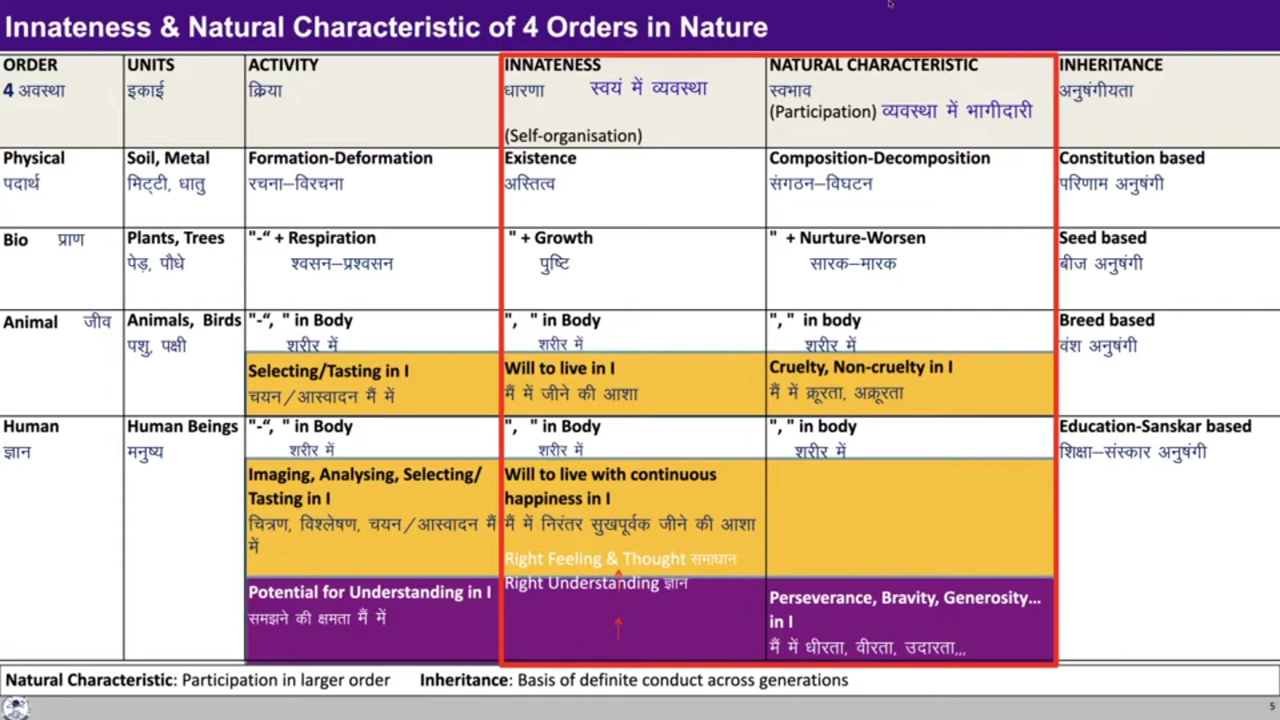 Innateness & Natural Characteristic of 4 Orders in Nature
ORDER
4 अवस्था
UNITS
इकाई
ACTIVITY
क्रिया
INNATENESS
धारणा स्वयं में व्यवस्था
(Self-organisation)
NATURAL CHARACTERISTIC
स्वभाव
(Participation) व्यवस्था में भागीदारी
INHERITANCE
अनुषंगीयता
Physical
पदार्थ
Soil, Metal
मिट्टी, धातु
Formation-Deformation
रचना–विरचना
Existence
अस्तित्व
Composition-Decomposition
संगठन–विघटन
Constitution based
परिणाम अनुषंगी
Bio प्राण
Plants, Trees
पेड़, पौधे
"-“ + Respiration
श्वसन–प्रश्वसन
" + Growth
पुष्टि
" + Nurture-Worsen
सारक–मारक
Seed based
बीज अनुषंगी
Animal जीव
Animals, Birds
पशु, पक्षी
"-“, " in Body
शरीर में
Selecting/Tasting in I
चयन/आस्वादन मैं में
", " in Body
शरीर में
Will to live in I
मैं में जीने की आशा
"," in body
शरीर में
Cruelty, Non-cruelty in I
मैं में क्रूरता, अक्रूरता
Breed based
वंश अनुषंगी
Human
ज्ञान
Human Beings
मनुष्य
"-“, " in Body
शरीर में
Imaging, Analysing, Selecting/
Tasting in I
चित्रण, विश्लेषण, चयन/आस्वादन मैं
में
Potential for Understanding in I
समझने की क्षमता मैं में
", " in Body
शरीर में
Will to live with continuous
happiness in I
मैं में निरंतर सुखपूर्वक जीने की आशा
Right Feeling & Thought समाधान
Right Understanding ज्ञान
"," in body
शरीर में
Perseverance, Bravity, Generosity…
in I
मैं में धीरता, वीरता, उदारता,,,
Education-Sanskar based
शिक्षा–संस्कार अनुषंगी
Natural Characteristic: Participation in larger order Inheritance: Basis of definite conduct across generations
5